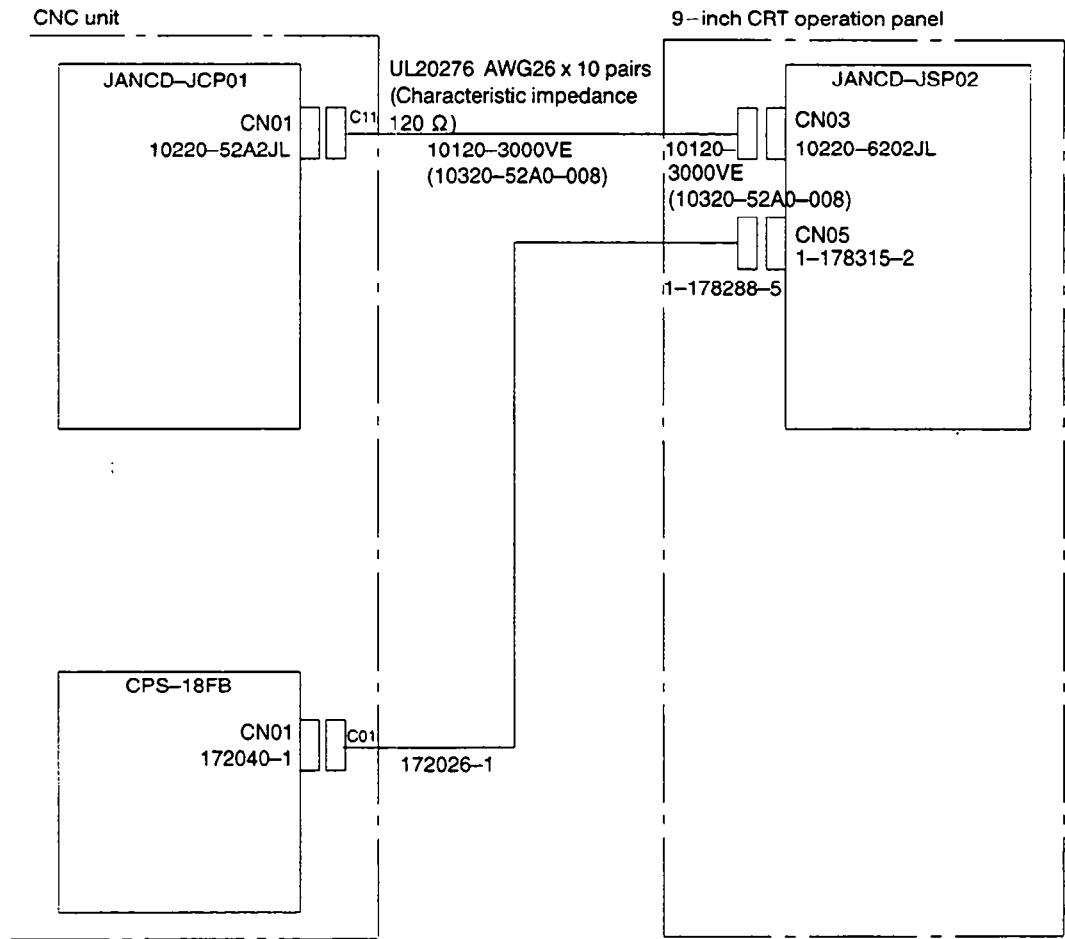 CNC unit
9-inch CRT operation panel
JANCD-JCP01
CN01
10220-52A2JL
C11
UL20276 AWG26 x 10 pairs
(Characteristic impedance
120 Ω)
10120-3000VE
(10320-52A0-008)
10120-
3000VE
(10320-52A0-008)
JANCD-JSP02
CN03
10220-6202JL
CN05
1-178315-2
1-178288-5
CPS-18FB
CN01
172040-1
C01
172026-1